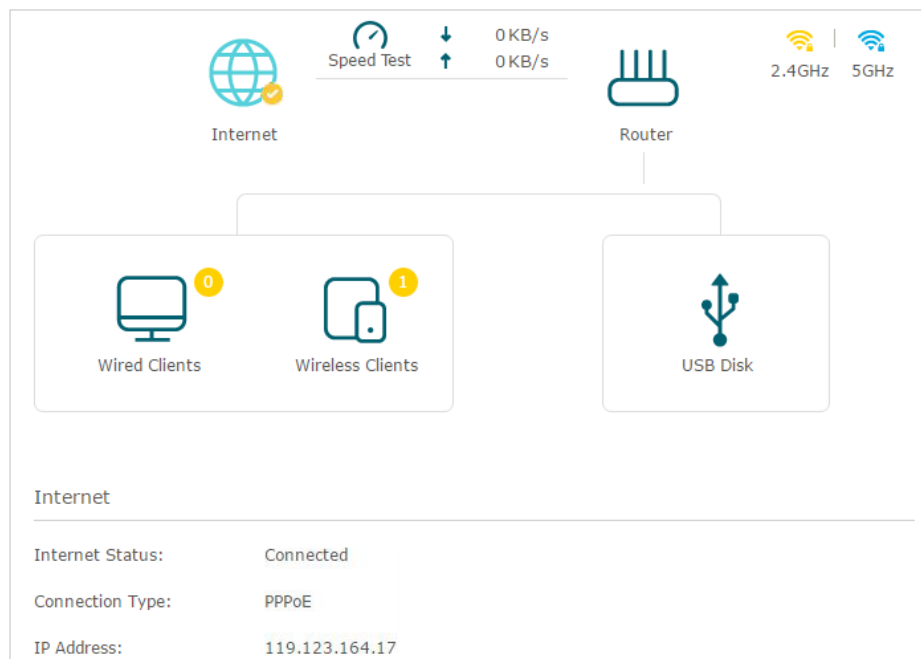 Speed Test ↓ 0 KB/s
↑ 0 KB/s
2.4GHz | 5GHz
Internet
Router
0
1
Wired Clients
Wireless Clients
USB Disk
Internet
Internet Status: Connected
Connection Type: PPPoE
IP Address: 119.123.164.17